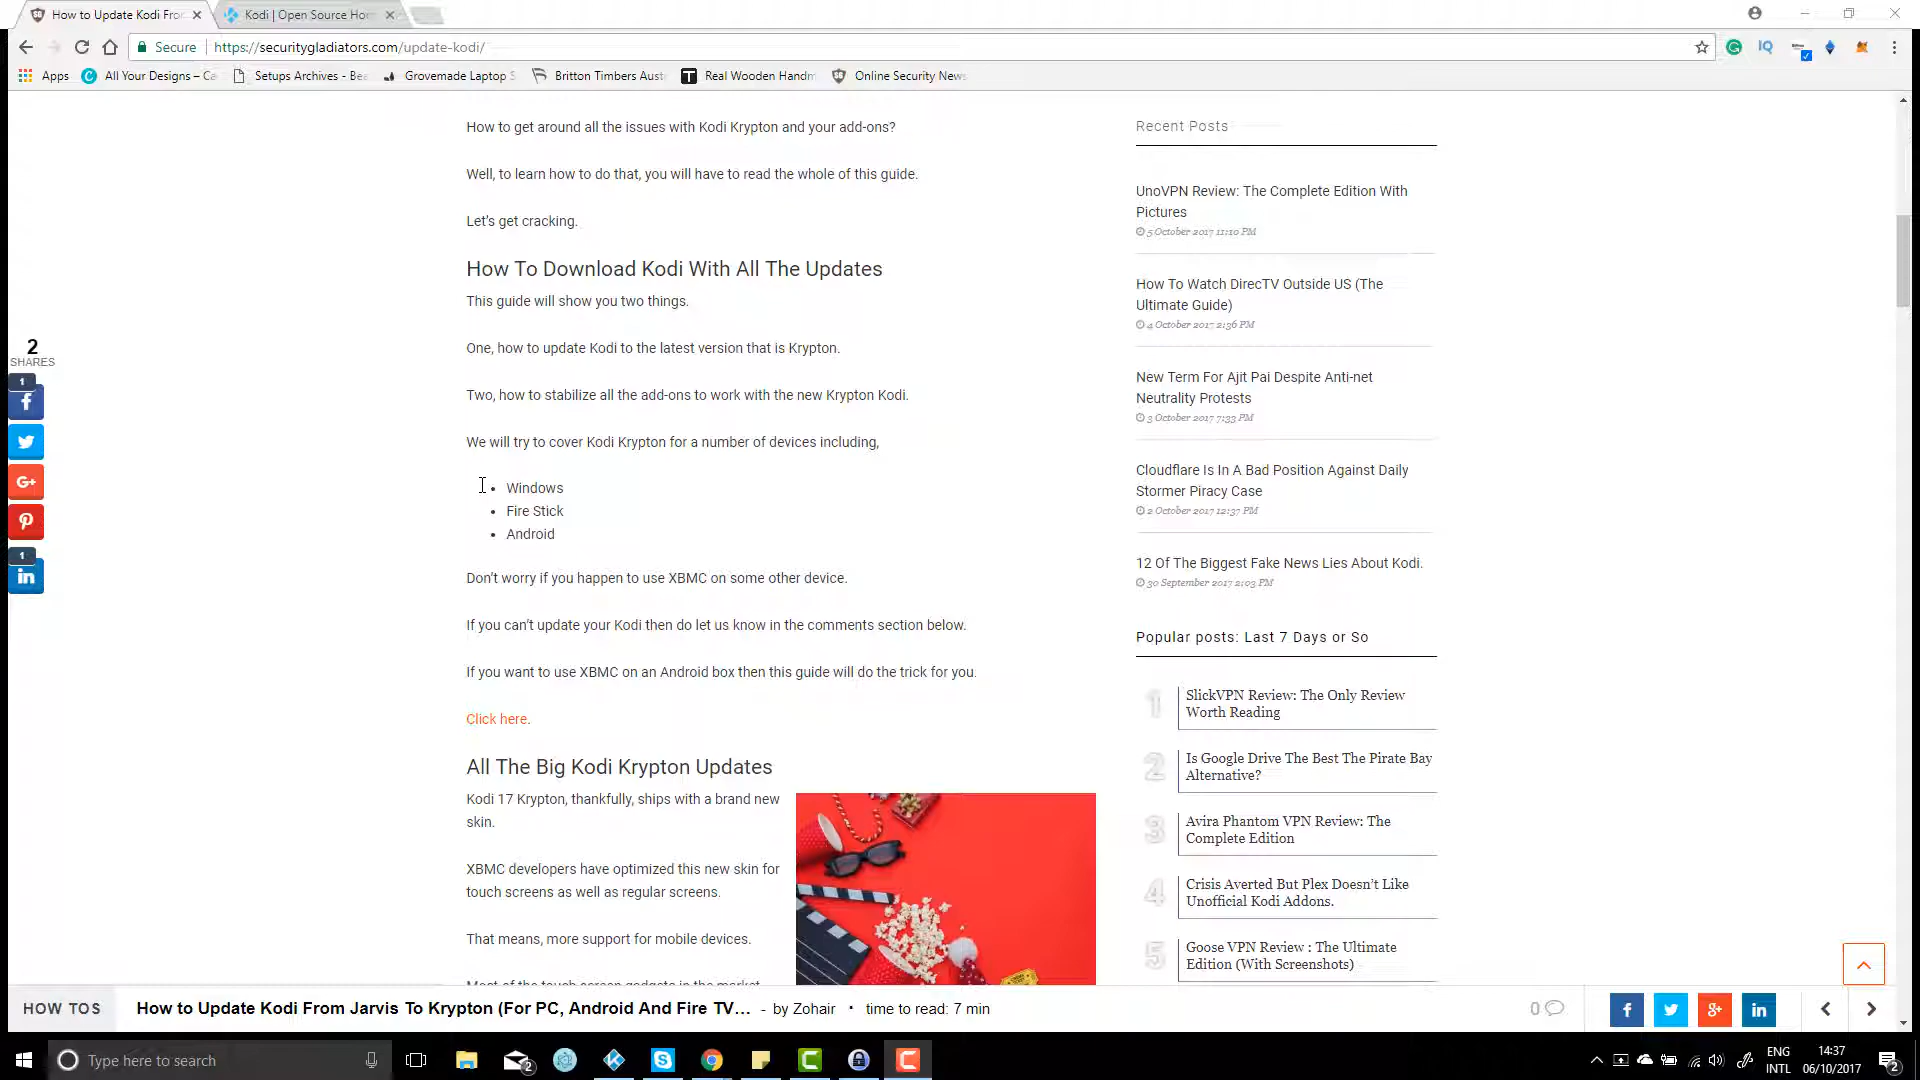 How to Update Kodi Fro
Kodi | Open Source Ho
Secure
https://securitygladiators.com/update-kodi/
Apps
All Your Designs – Ca
Setups Archives - Be
Grovemade Laptop S
Britton Timbers Aust
Real Wooden Handm
Online Security New
How to get around all the issues with Kodi Krypton and your add-ons?
Well, to learn how to do that, you will have to read the whole of this guide.
Let's get cracking.
How To Download Kodi With All The Updates
This guide will show you two things.
One, how to update Kodi to the latest version that is Krypton.
Two, how to stabilize all the add-ons to work with the new Krypton Kodi.
We will try to cover Kodi Krypton for a number of devices including,
• Windows
• Fire Stick
• Android
Don't worry if you happen to use XBMC on some other device.
If you can't update your Kodi then do let us know in the comments section below.
If you want to use XBMC on an Android box then this guide will do the trick for you.
Click here.
All The Big Kodi Krypton Updates
Kodi 17 Krypton, thankfully, ships with a brand new
skin.
XBMC developers have optimized this new skin for
touch screens as well as regular screens.
That means, more support for mobile devices.
Most of the touch screen gadgets in the market
2
SHARES
1
1
Recent Posts
UnoVPN Review: The Complete Edition With
Pictures
5 October 2017 11:10 PM
How To Watch DirecTV Outside US (The
Ultimate Guide)
4 October 2017 2:36 PM
New Term For Ajit Pai Despite Anti-net
Neutrality Protests
3 October 2017 7:33 PM
Cloudflare Is In A Bad Position Against Daily
Stormer Piracy Case
2 October 2017 12:37 PM
12 Of The Biggest Fake News Lies About Kodi.
30 September 2017 2:03 PM
Popular posts: Last 7 Days or So
1
SlickVPN Review: The Only Review
Worth Reading
2
Is Google Drive The Best The Pirate Bay
Alternative?
3
Avira Phantom VPN Review: The
Complete Edition
4
Crisis Averted But Plex Doesn't Like
Unofficial Kodi Addons.
5
Goose VPN Review : The Ultimate
Edition (With Screenshots)
HOW TOS
How to Update Kodi From Jarvis To Krypton (For PC, Android And Fire TV... - by Zohair • time to read: 7 min
0
Type here to search
2
ENG
INTL
14:37
06/10/2017
2